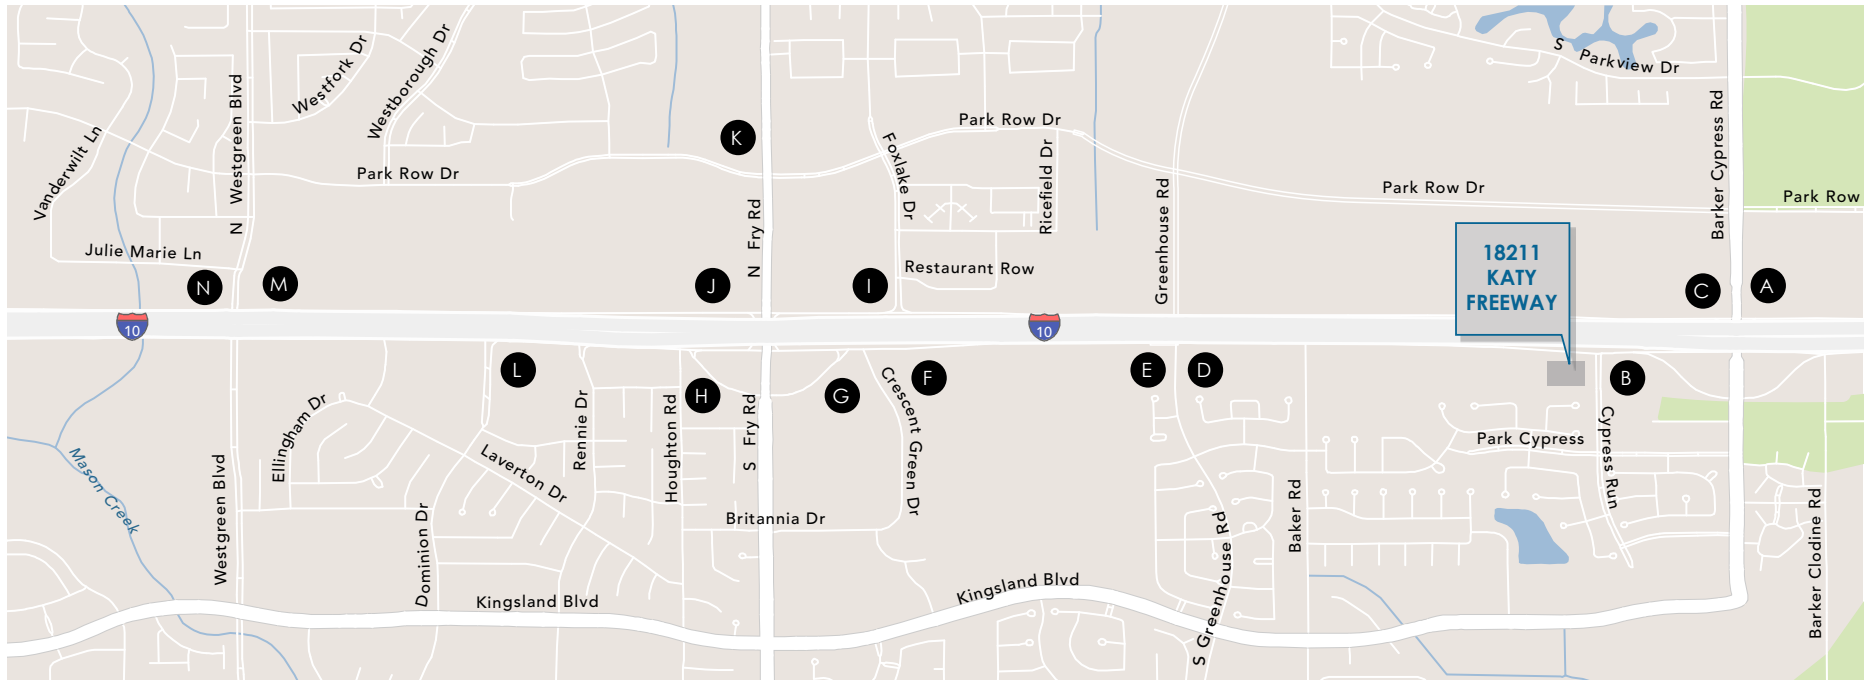 S Parkview Dr
Westfork Dr
Westborough Dr
N Westgreen Blvd
Vanderwilt Ln
Barker Cypress Rd
K
Park Row Dr
Foxlake Dr
Ricefield Dr
Park Row Dr
Park Row Dr
Park Row
Greenhouse Rd
N Fry Rd
Julie Marie Ln
Restaurant Row
18211
KATY
FREEWAY
N
M
J
I
C
A
10
10
L
H
G
F
E
D
B
Crescent Green Dr
Ellingham Dr
Rennie Dr
Houghton Rd
S Fry Rd
Park Cypress
Cypress Run
Mason Creek
Westgreen Blvd
Laverton Dr
Dominion Dr
Britannia Dr
Baker Rd
S Greenhouse Rd
Barker Clodine Rd
Kingsland Blvd
Kingsland Blvd